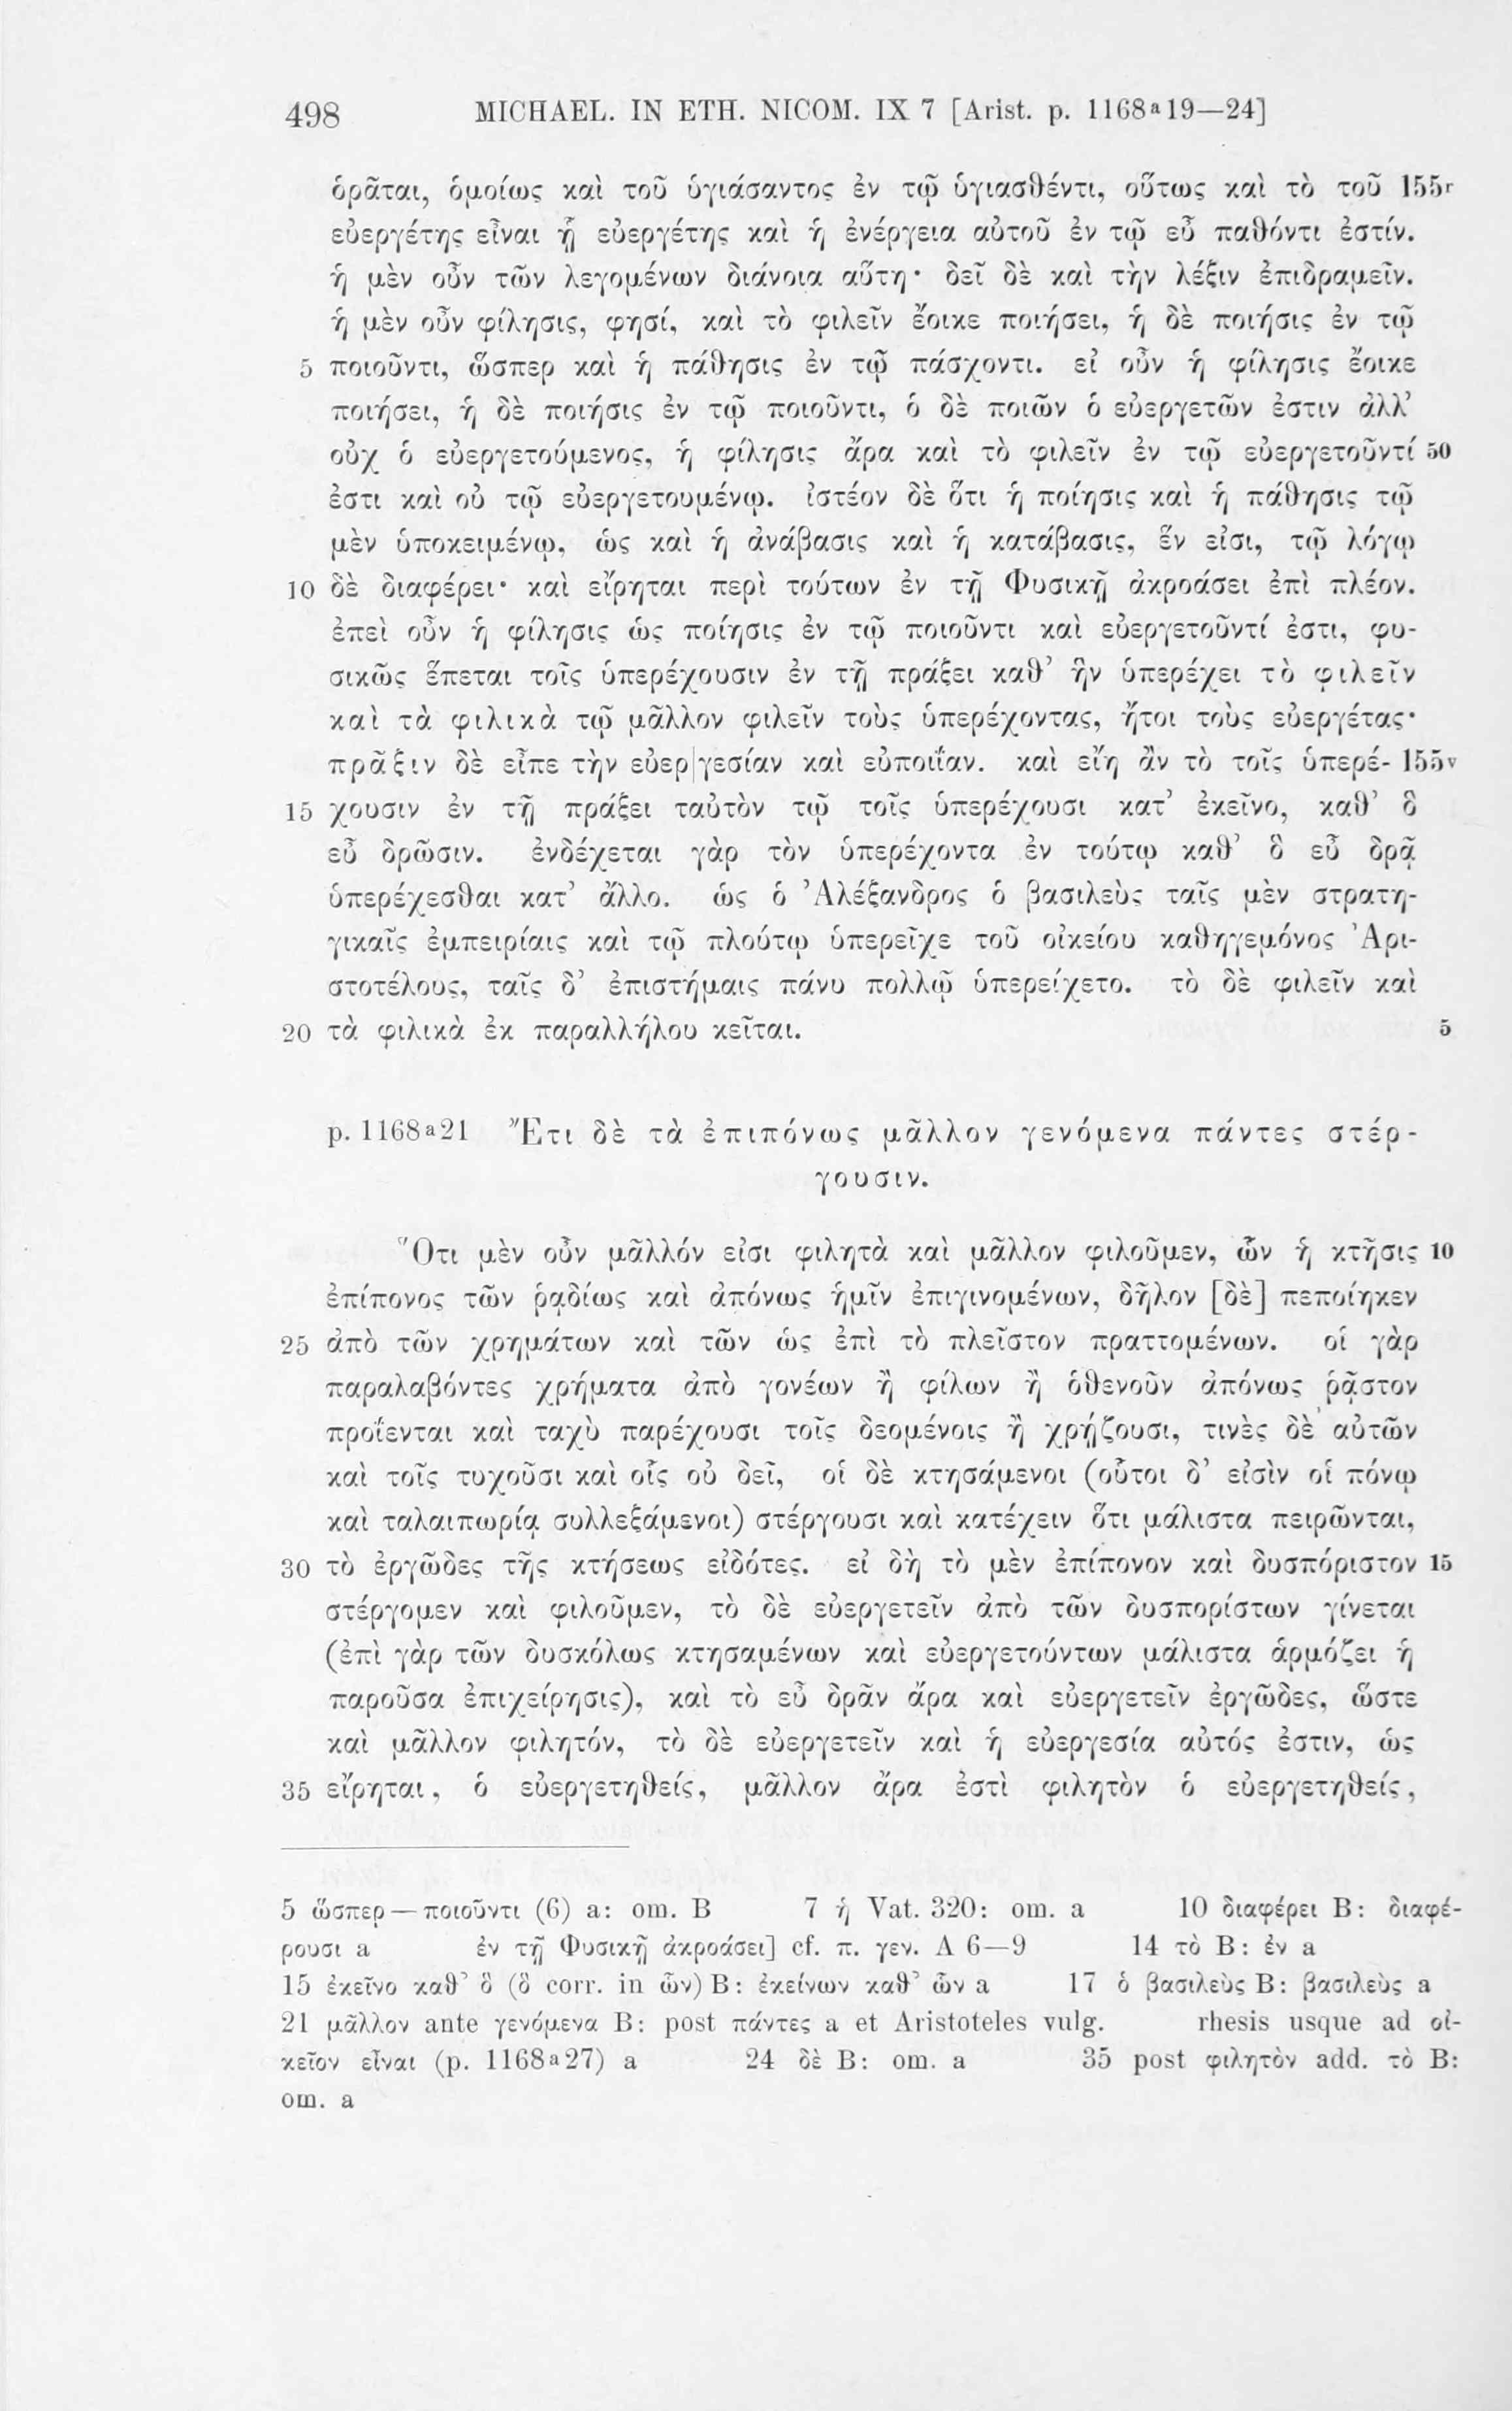 498 MICHAEL. IN ETH. NICOM. IX 7 [Arist. p. 1168a19—24]
ὁρᾶται, ὁμοίως καὶ τοῦ ὑγιάσαντος ἐν τῷ ὑγιασθέντι, οὕτως καὶ τὸ τοῦ 155r
εὐεργέτης εἶναι ᾗ εὐεργέτης καὶ ἡ ἐνέργεια αὐτοῦ ἐν τῷ εὖ παθόντι ἐστίν.
ἡ μὲν οὖν τῶν λεγομένων διάνοια αὕτη· δεῖ δὲ καὶ τὴν λέξιν ἐπιδραμεῖν.
ἡ μὲν οὖν φίλησις, φησί, καὶ τὸ φιλεῖν ἔοικε ποιήσει, ἡ δὲ ποιήσις ἐν τῷ
5 ποιοῦντι, ὥσπερ καὶ ἡ πάθησις ἐν τῷ πάσχοντι. εἰ οὖν ἡ φίλησις ἔοικε
ποιήσει, ἡ δὲ ποιήσις ἐν τῷ ποιοῦντι, ὁ δὲ ποιῶν ὁ εὐεργετῶν ἐστιν ἀλλ’
οὐχ ὁ εὐεργετούμενος, ἡ φίλησις ἄρα καὶ τὸ φιλεῖν ἐν τῷ εὐεργετοῦντί 50
ἐστι καὶ οὐ τῷ εὐεργετουμένῳ. ἰστέον δὲ ὅτι ἡ ποίησις καὶ ἡ πάθησις τῷ
μὲν ὑποκειμένῳ, ὡς καὶ ἡ ἀνάβασις καὶ ἡ κατάβασις, ἕν εἰσι, τῷ λόγῳ
10 δὲ διαφέρει· καὶ εἴρηται περὶ τούτων ἐν τῇ Φυσικῇ ἀκροάσει ἐπὶ πλέον.
ἐπεὶ οὖν ἡ φίλησις ὡς ποίησις ἐν τῷ ποιοῦντι καὶ εὐεργετοῦντί ἐστι, φυ-
σικῶς ἕπεται τοῖς ὑπερέχουσιν ἐν τῇ πράξει καθ’ ἣν ὑπερέχει τὸ φιλεῖν
καὶ τὰ φιλικὰ τῷ μᾶλλον φιλεῖν τοὺς ὑπερέχοντας, ἤτοι τοὺς εὐεργέτας·
πρᾶξιν δὲ εἶπε τὴν εὐερ|γεσίαν καὶ εὐποιΐαν. καὶ εἴη ἂν τὸ τοῖς ὑπερέ- 155v
15 χουσιν ἐν τῇ πράξει ταὐτὸν τῷ τοῖς ὑπερέχουσι κατ’ ἐκεῖνο, καθ’ ὃ
εὖ δρῶσιν. ἐνδέχεται γὰρ τὸν ὑπερέχοντα ἐν τούτῳ καθ’ ὃ εὖ δρᾷ
ὑπερέχεσθαι κατ’ ἄλλο. ὡς ὁ Ἀλέξανδρος ὁ βασιλεὺς ταῖς μὲν στρατη-
γικαῖς ἐμπειρίαις καὶ τῷ πλούτῳ ὑπερεῖχε τοῦ οἰκείου καθηγεμόνος Ἀρι-
στοτέλους, ταῖς δ’ ἐπιστήμαις πάνυ πολλῷ ὑπερείχετο. τὸ δὲ φιλεῖν καὶ
20 τὰ φιλικὰ ἐκ παραλλήλου κεῖται. 5
p. 1168a21 Ἔτι δὲ τὰ ἐπιπόνως μᾶλλον γενόμενα πάντες στέρ-
γουσιν.
Ὅτι μὲν οὖν μᾶλλόν εἰσι φιλητὰ καὶ μᾶλλον φιλοῦμεν, ὧν ἡ κτῆσις 10
ἐπίπονος τῶν ῥᾳδίως καὶ ἀπόνως ἡμῖν ἐπιγινομένων, δῆλον [δὲ] πεποίηκεν
25 ἀπὸ τῶν χρημάτων καὶ τῶν ὡς ἐπὶ τὸ πλεῖστον πραττομένων. οἱ γὰρ
παραλαβόντες χρήματα ἀπὸ γονέων ἢ φίλων ἢ ὁθενοῦν ἀπόνως ῥᾷστον
προΐενται καὶ ταχὺ παρέχουσι τοῖς δεομένοις ἢ χρῄζουσι, τινὲς δὲ αὐτῶν
καὶ τοῖς τυχοῦσι καὶ οἷς οὐ δεῖ, οἱ δὲ κτησάμενοι (οὗτοι δ’ εἰσὶν οἱ πόνῳ
καὶ ταλαιπωρίᾳ συλλεξάμενοι) στέργουσι καὶ κατέχειν ὅτι μάλιστα πειρῶνται,
30 τὸ ἐργῶδες τῆς κτήσεως εἰδότες. εἰ δὴ τὸ μὲν ἐπίπονον καὶ δυσπόριστον 15
στέργομεν καὶ φιλοῦμεν, τὸ δὲ εὐεργετεῖν ἀπὸ τῶν δυσπορίστων γίνεται
(ἐπὶ γὰρ τῶν δυσκόλως κτησαμένων καὶ εὐεργετούντων μάλιστα ἁρμόζει ἡ
παροῦσα ἐπιχείρησις), καὶ τὸ εὖ δρᾶν ἄρα καὶ εὐεργετεῖν ἐργῶδες, ὥστε
καὶ μᾶλλον φιλητόν, τὸ δὲ εὐεργετεῖν καὶ ἡ εὐεργεσία αὐτός ἐστιν, ὡς
35 εἴρηται, ὁ εὐεργετηθείς, μᾶλλον ἄρα ἐστὶ φιλητὸν ὁ εὐεργετηθείς,
5 ὥσπερ — ποιοῦντι (6) a: om. B 7 ἡ Vat. 320: om. a 10 διαφέρει B: διαφέ-
ρουσι a ἐν τῇ Φυσικῇ ἀκροάσει] cf. π. γεν. Α 6—9 14 τὸ B: ἐν a
15 ἐκεῖνο καθ’ ὃ (ὃ corr. in ὧν) B: ἐκείνων καθ’ ὧν a 17 ὁ βασιλεὺς B: βασιλεὺς a
21 μᾶλλον ante γενόμενα B: post πάντες a et Aristoteles vulg. rhesis usque ad οἰ-
κεῖον εἶναι (p. 1168a27) a 24 δὲ B: om. a 35 post φιλητὸν add. τὸ B:
om. a